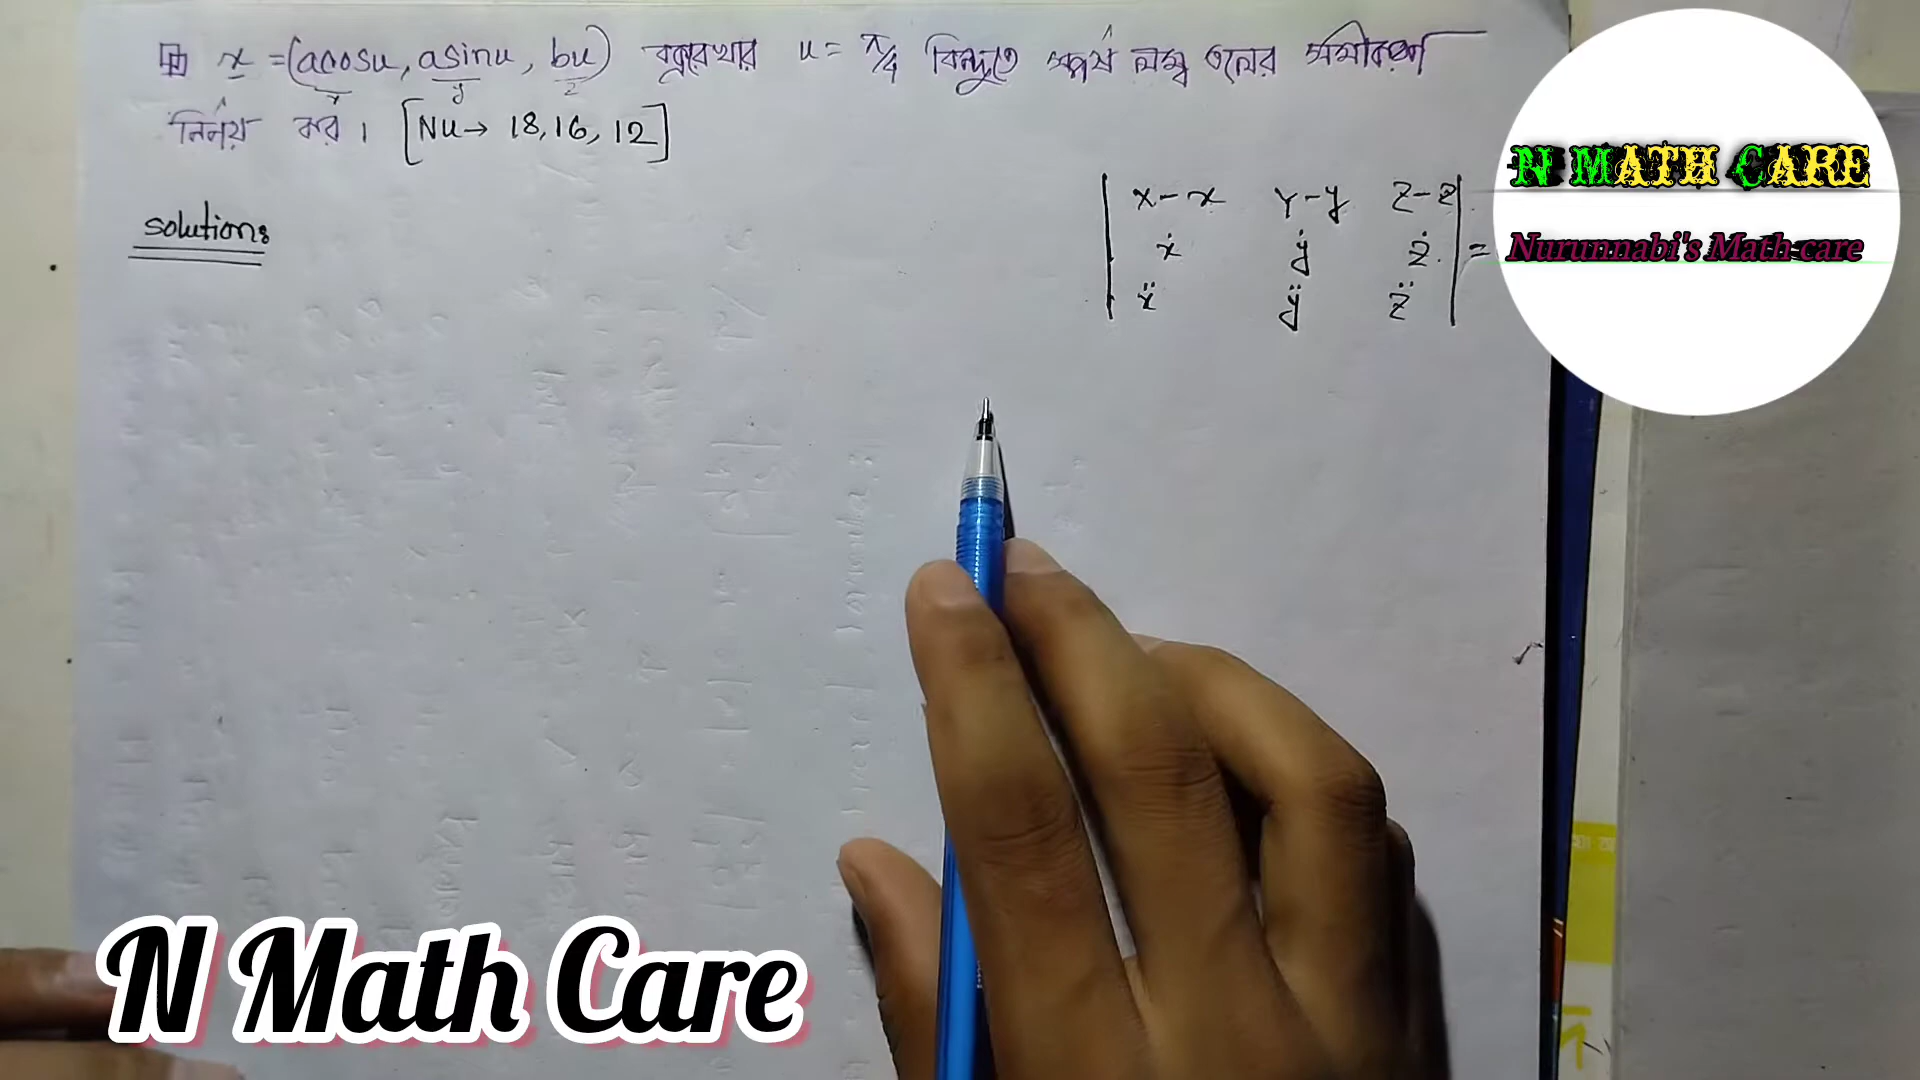 x = (acosu, asinu, bu) বক্ররেখার u = π/4 বিন্দুতে স্পর্শ লম্ব তলের সমীকরণ
x y z
নির্ণয় কর । [NU→ 18, 16, 12]
solution:
| X-x Y-y Z-z |
| ẋ ẏ ż | =
| ẍ ÿ z̈ |
N MATH CARE
Nurunnabi's Math care
N Math Care